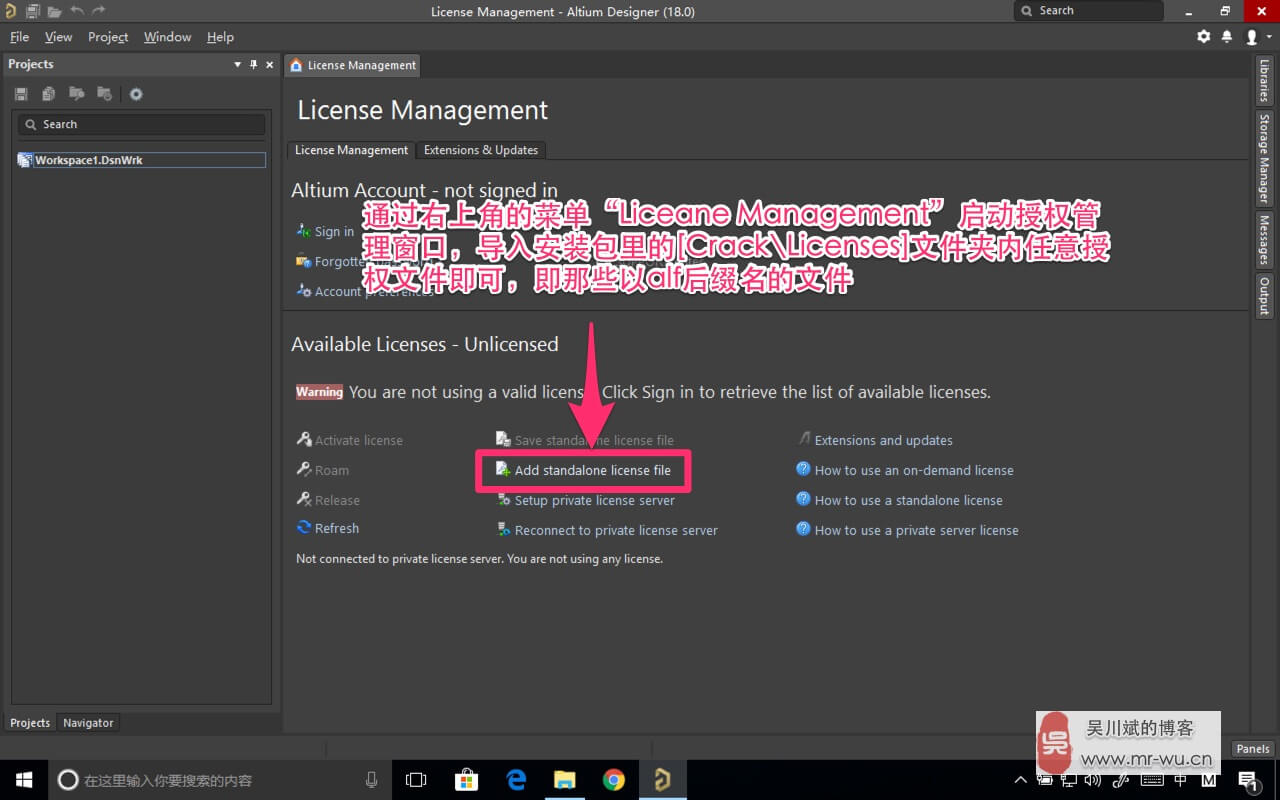 License Management - Altium Designer (18.0)
Search
File View Project Window Help
Projects
License Management
Search
Workspace1.DsnWrk
License Management
License Management
Extensions & Updates
Altium Account - not signed in
通过右上角的菜单“Liceane Management”启动授权管
理窗口，导入安装包里的[Crack\Licenses]文件夹内任意授
权文件即可，即那些以alf后缀名的文件
Sign in
Forgotten
Account preferences
Available Licenses - Unlicensed
Warning You are not using a valid license. Click Sign in to retrieve the list of available licenses.
Activate license
Save standalone license file
Extensions and updates
Roam
Add standalone license file
How to use an on-demand license
Release
Setup private license server
How to use a standalone license
Refresh
Reconnect to private license server
How to use a private server license
Not connected to private license server. You are not using any license.
Libraries
Storage Manager
Messages
Output
Projects
Navigator
吴川斌的博客
www.mr-wu.cn
吴
Panels
在这里输入你要搜索的内容
中
M
1